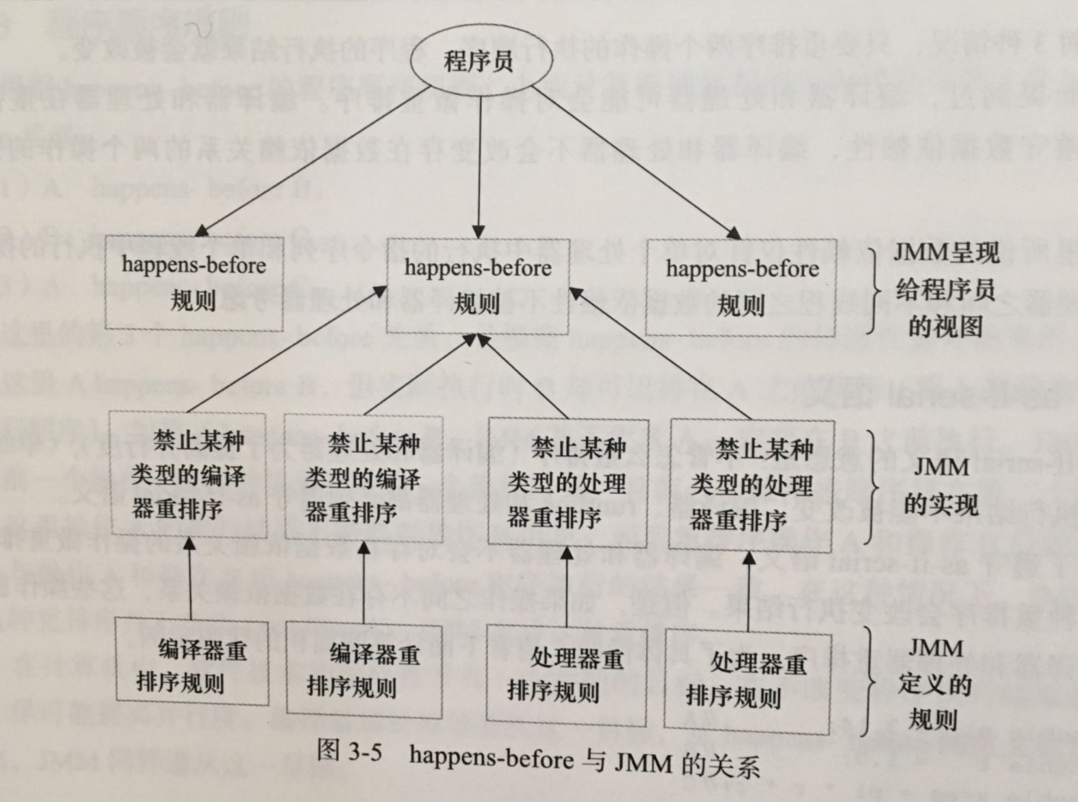 程序员
happens-before
规则
happens-before
规则
happens-before
规则
JMM呈现
给程序员
的视图
禁止某种
类型的编译
器重排序
禁止某种
类型的编译
器重排序
禁止某种
类型的处理
器重排序
禁止某种
类型的处理
器重排序
JMM
的实现
编译器重
排序规则
编译器重
排序规则
处理器重
排序规则
处理器重
排序规则
JMM
定义的
规则
图 3-5 happens-before 与 JMM 的关系